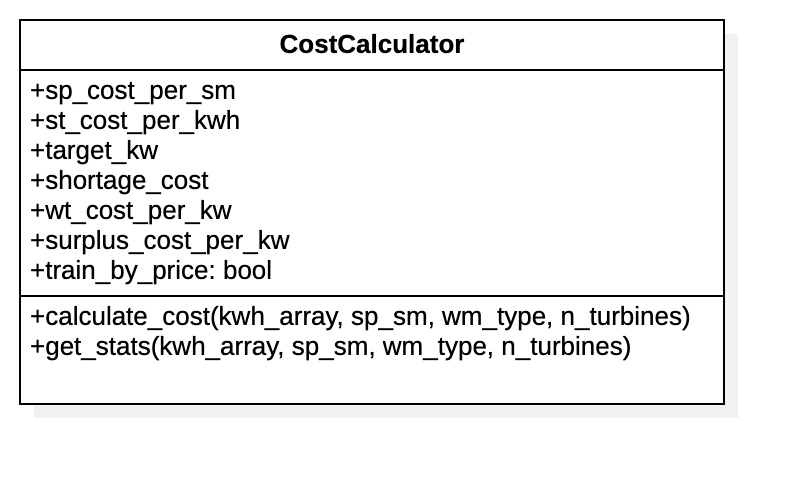 CostCalculator
+sp_cost_per_sm
+st_cost_per_kwh
+target_kw
+shortage_cost
+wt_cost_per_kw
+surplus_cost_per_kw
+train_by_price: bool
+calculate_cost(kwh_array, sp_sm, wm_type, n_turbines)
+get_stats(kwh_array, sp_sm, wm_type, n_turbines)